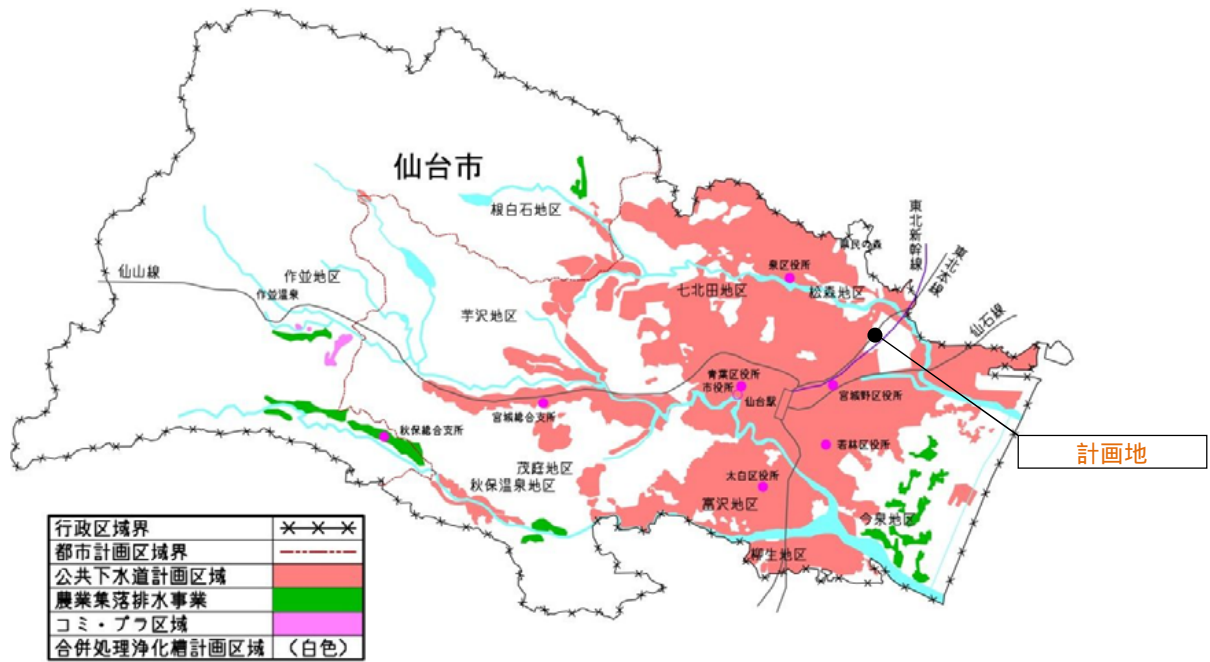 仙台市
根白石地区
東北新幹線
東北本線
県民の森
仙山線
作並地区
作並温泉
泉区役所
七北田地区
松森地区
芋沢地区
仙石線
青葉区役所
市役所
仙台駅
宮城野区役所
宮城総合支所
秋保総合支所
若林区役所
計画地
茂庭地区
秋保温泉地区
太白区役所
富沢地区
今泉地区
柳生地区
行政区域界
都市計画区域界
公共下水道計画区域
農業集落排水事業
コミ・プラ区域
合併処理浄化槽計画区域 (白色)